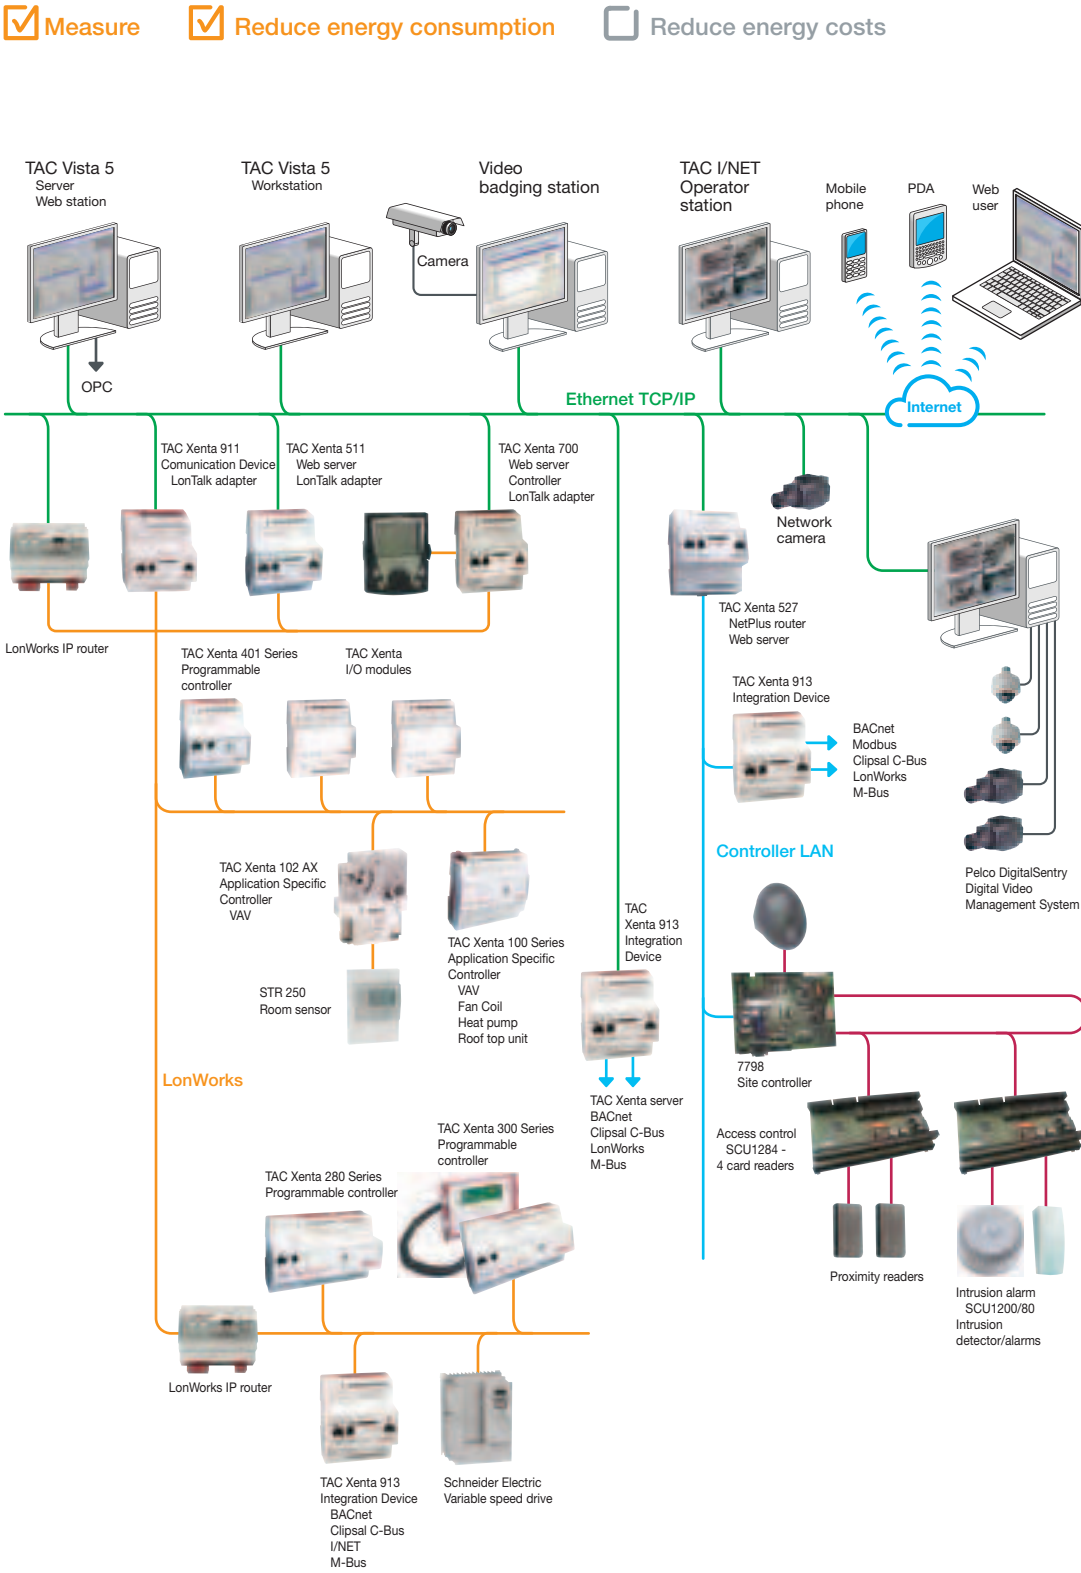 Measure
Reduce energy consumption
Reduce energy costs
TAC Vista 5
Server
Web station
TAC Vista 5
Workstation
Video
badging station
TAC I/NET
Operator
station
Mobile
phone
PDA
Web
user
Camera
OPC
Ethernet TCP/IP
Internet
TAC Xenta 911
Comunication Device
LonTalk adapter
TAC Xenta 511
Web server
LonTalk adapter
TAC Xenta 700
Web server
Controller
LonTalk adapter
Network
camera
LonWorks IP router
TAC Xenta 527
NetPlus router
Web server
TAC Xenta 401 Series
Programmable
controller
TAC Xenta
I/O modules
TAC Xenta 913
Integration Device
BACnet
Modbus
Clipsal C-Bus
LonWorks
M-Bus
Controller LAN
Pelco DigitalSentry
Digital Video
Management System
TAC Xenta 102 AX
Application Specific
Controller
VAV
TAC Xenta 100 Series
Application Specific
Controller
VAV
Fan Coil
Heat pump
Roof top unit
TAC
Xenta 913
Integration
Device
STR 250
Room sensor
LonWorks
7798
Site controller
TAC Xenta server
BACnet
Clipsal C-Bus
LonWorks
M-Bus
TAC Xenta 300 Series
Programmable
controller
Access control
SCU1284 -
4 card readers
TAC Xenta 280 Series
Programmable controller
Proximity readers
Intrusion alarm
SCU1200/80
Intrusion
detector/alarms
LonWorks IP router
TAC Xenta 913
Integration Device
BACnet
Clipsal C-Bus
I/NET
M-Bus
Schneider Electric
Variable speed drive